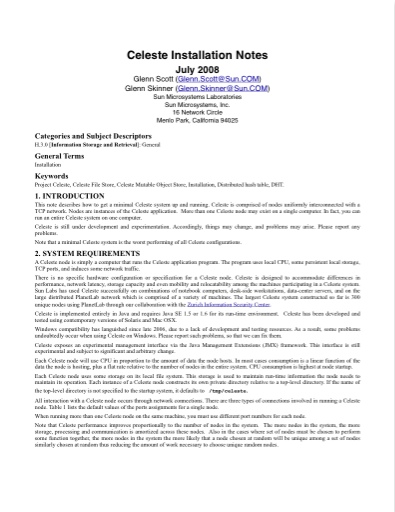 Celeste Installation Notes
July 2008
Glenn Scott (Glenn.Scott@Sun.COM)
Glenn Skinner (Glenn.Skinner@Sun.COM)
Sun Microsystems Laboratories
Sun Microsystems, Inc.
16 Network Circle
Menlo Park, California 94025
Categories and Subject Descriptors
H.3.0 [Information Storage and Retrieval]: General
General Terms
Installation
Keywords
Project Celeste, Celeste File Store, Celeste Mutable Object Store, Installation, Distributed hash table, DHT.
1. INTRODUCTION
This note describes how to get a minimal Celeste system up and running. Celeste is comprised of nodes uniformly interconnected with a
TCP network. Nodes are instances of the Celeste application. More than one Celeste node may exist on a single computer. In fact, you can
run an entire Celeste system on one computer.
Celeste is still under development and experimentation. Accordingly, things may change, and problems may arise. Please report any
problems.
Note that a minimal Celeste system is the worst performing of all Celeste configurations.
2. SYSTEM REQUIREMENTS
A Celeste node is simply a computer that runs the Celeste application program. The program uses local CPU, some persistent local storage,
TCP ports, and induces some network traffic.
There is no specific hardware configuration or specification for a Celeste node. Celeste is designed to accommodate differences in
performance, network latency, storage capacity and even mobility and relocatability among the machines participating in a Celeste system.
Sun Labs has used Celeste successfully on combinations of network computers, desk-side workstations, data-center servers, and on the
large distributed PlanetLab network which is comprised of a variety of machines. The largest Celeste system constructed so far is 300
unique nodes using PlanetLab through our collaboration with the Zurich Information Security Center.
Celeste is implemented entirely in Java and requires Java SE 1.5 or 1.6 for its run-time environment. Celeste has been developed and
tested using contemporary versions of Solaris and Mac OSX.
Windows compatibility has languished since late 2006, due to a lack of development and testing resources. As a result, some problems
undoubtedly occur when using Celeste on Windows. Please report such problems, so that we can fix them.
Celeste exposes an experimental management interface via the Java Management Extensions (JMX) framework. This interface is still
experimental and subject to significant and arbitrary change.
Each Celeste node will use CPU in proportion to the amount of data the node hosts. In most cases consumption is a linear function of the
data the node is hosting, plus a flat rate relative to the number of nodes in the entire system. CPU consumption is highest at node startup.
Each Celeste node uses some storage on its local file system. This storage is used to maintain run-time information the node needs to
maintain its operation. Each instance of a Celeste node constructs its own private directory relative to a top-level directory. If the name of
the top-level directory is not specified to the startup system, it defaults to /tmp/celeste.
All interaction with a Celeste node occurs through network connections. There are three types of connections involved in running a Celeste
node. Table 1 lists the default values of the ports assignments for a single node.
When running more than one Celeste node on the same machine, you must use different port numbers for each node.
Note that Celeste performance improves proportionally to the number of nodes in the system. The more nodes in the system, the more
storage, processing and communication is amortized across these nodes. Also in the cases where set of nodes must be chosen to perform
some function together, the more nodes in the system the more likely that a node chosen at random will be unique among a set of nodes
similarly chosen at random thus reducing the amount of work necessary to choose unique random nodes.